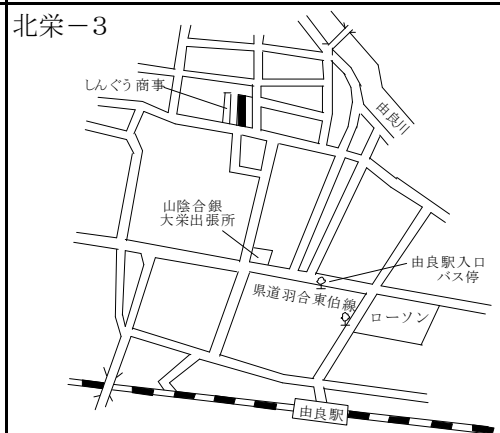 北栄－3
しんぐう商事
由良川
山陰合銀
大栄出張所
由良駅入口
バス停
県道羽合東伯線
ローソン
由良駅